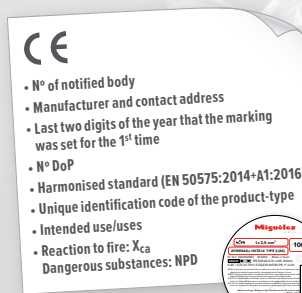 CE
• Nº of notified body
• Manufacturer and contact address
• Last two digits of the year that the marking
was set for the 1st time
• Nº DoP
• Harmonised standard (EN 50575:2014+A1:2016
• Unique identification code of the product-type
• Intended use/uses
• Reaction to fire: Xca
Dangerous substances: NPD
Miguélez